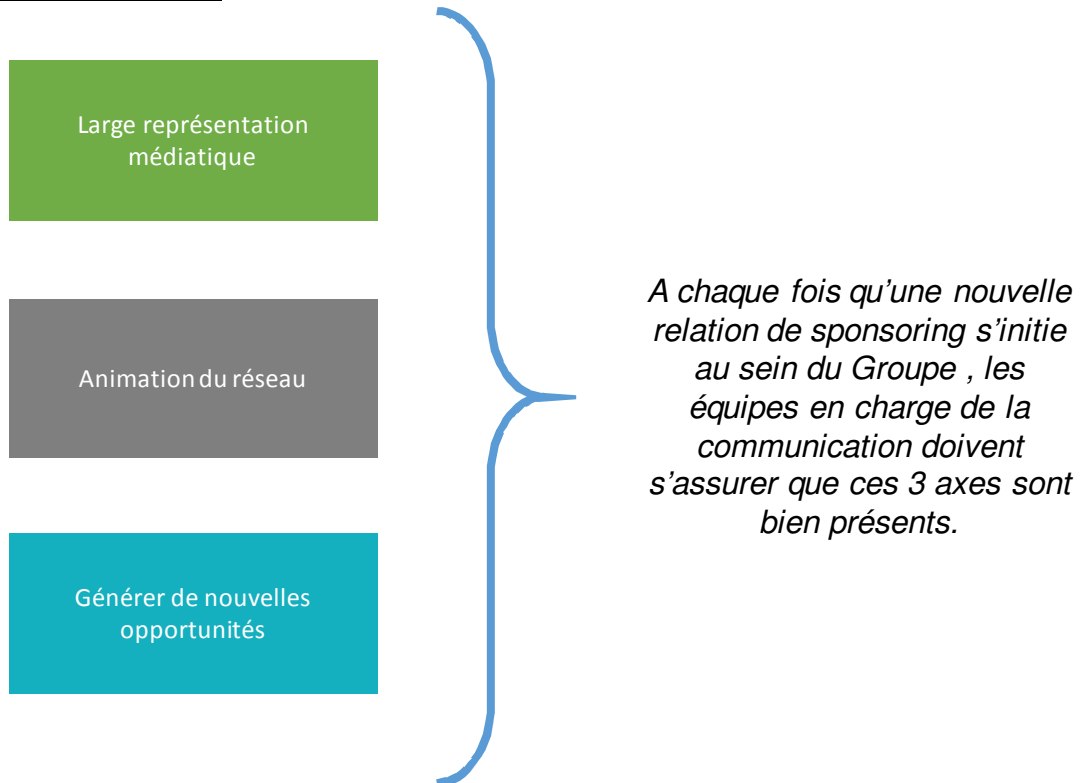 Large représentation
médiatique
Animation du réseau
Générer de nouvelles
opportunités
A chaque fois qu’une nouvelle
relation de sponsoring s’initie
au sein du Groupe , les
équipes en charge de la
communication doivent
s’assurer que ces 3 axes sont
bien présents.